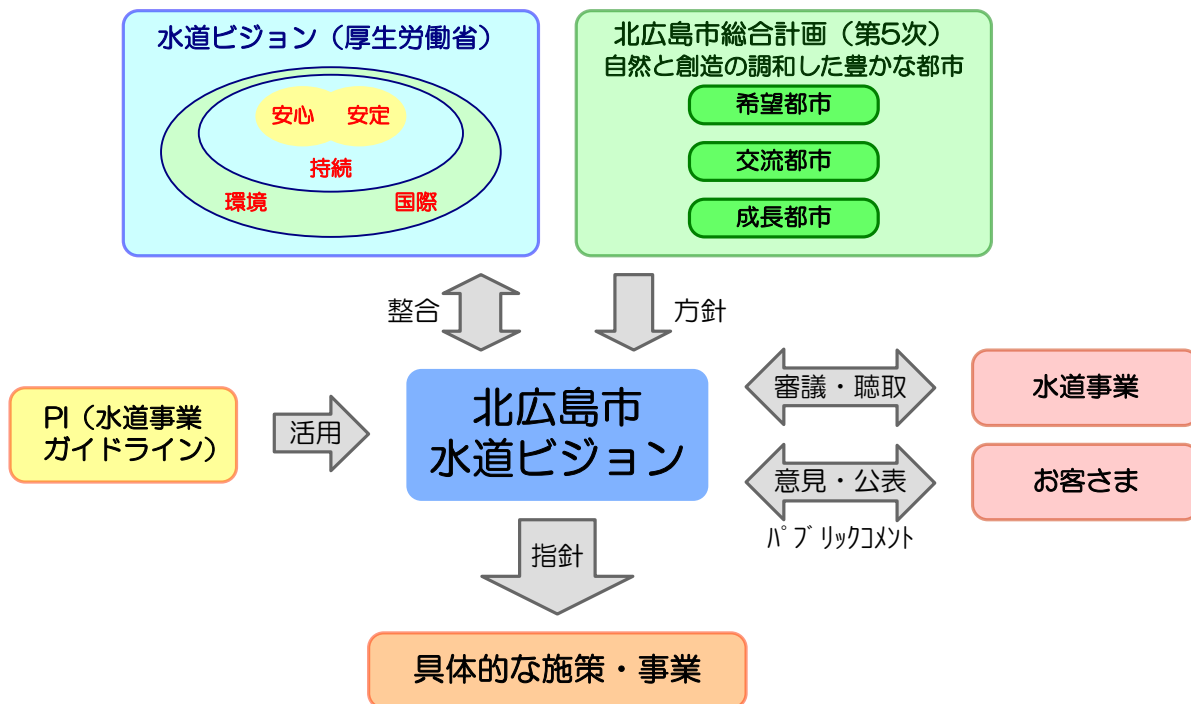 水道ビジョン（厚生労働省）
安心
安定
持続
環境
国際
北広島市総合計画（第5次）
自然と創造の調和した豊かな都市
希望都市
交流都市
成長都市
整合
方針
PI（水道事業
ガイドライン）
活用
北広島市
水道ビジョン
審議・聴取
水道事業
意見・公表
お客さま
ﾊﾟﾌﾞﾘｯｸｺﾒﾝﾄ
指針
具体的な施策・事業